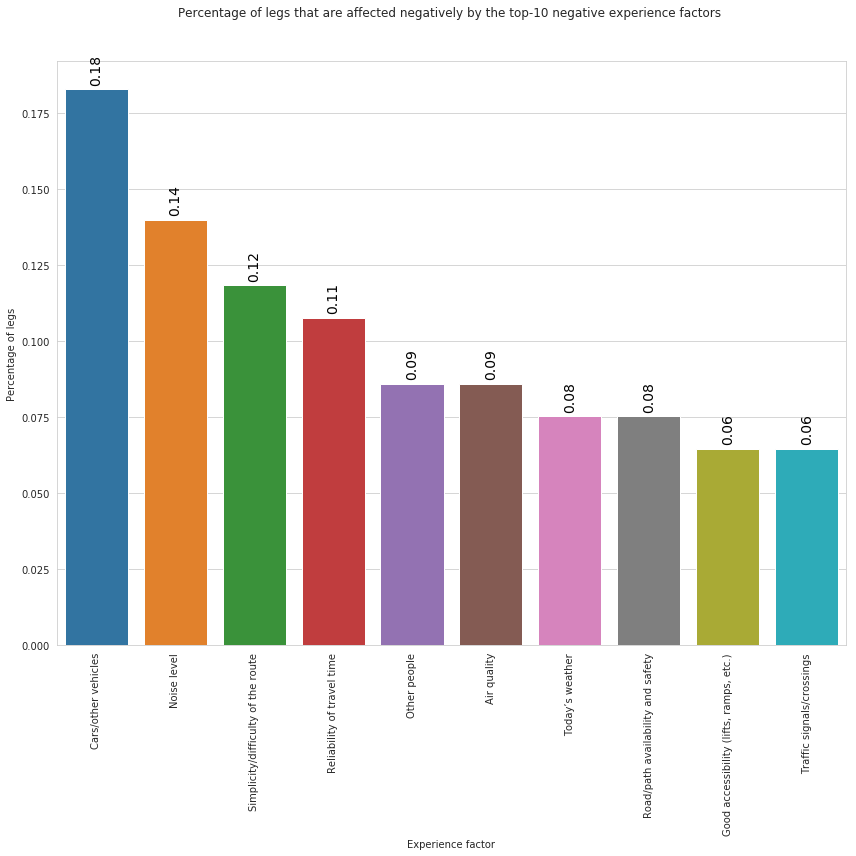 Percentage of legs that are affected negatively by the top-10 negative experience factors
0.18
0.14
0.12
0.11
0.09
0.09
0.08
0.08
0.06
0.06
0.175
0.150
0.125
0.100
0.075
0.050
0.025
0.000
Percentage of legs
Cars/other vehicles
Noise level
Simplicity/difficulty of the route
Reliability of travel time
Other people
Air quality
Today's weather
Road/path availability and safety
Good accessibility (lifts, ramps, etc.)
Traffic signals/crossings
Experience factor